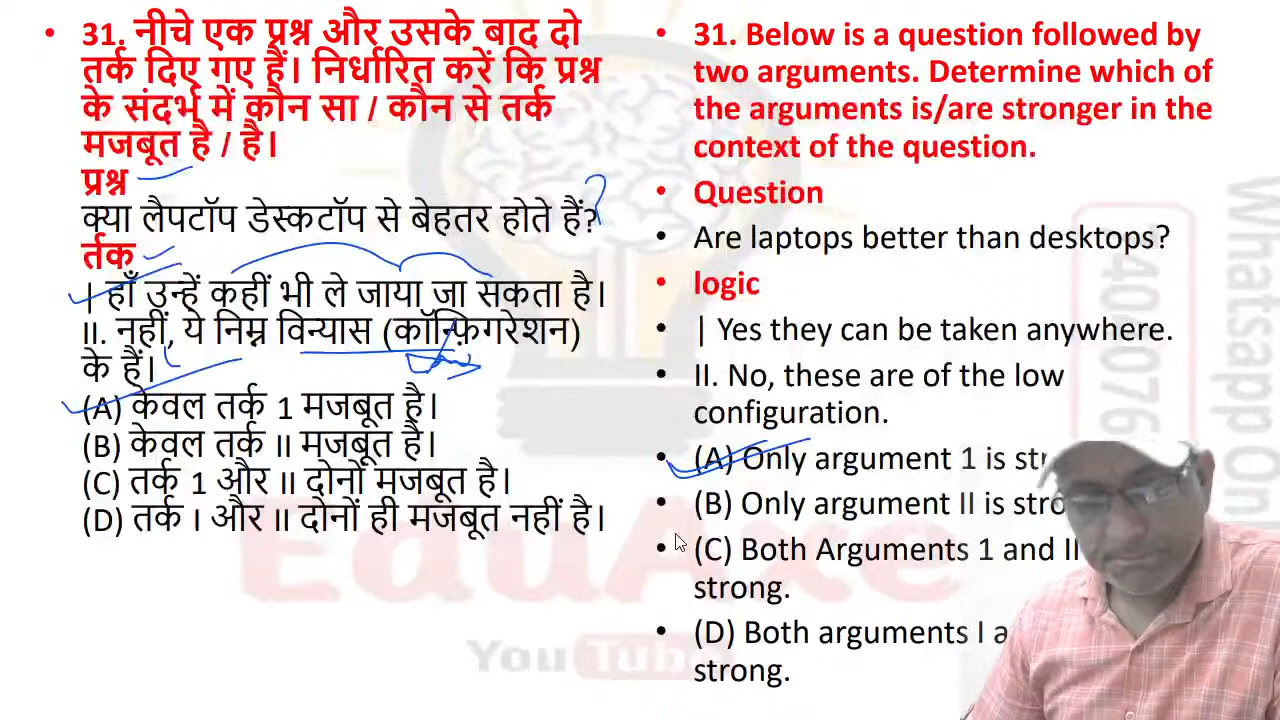 • 31. नीचे एक प्रश्न और उसके बाद दो
तर्क दिए गए हैं। निर्धारित करें कि प्रश्न
के संदर्भ में कौन सा / कौन से तर्क
मजबूत है / है।
प्रश्न
क्या लैपटॉप डेस्कटॉप से बेहतर होते हैं?
र्तक
| हाँ उन्हें कहीं भी ले जाया जा सकता है।
II. नहीं, ये निम्न विन्यास (कॉन्फ़िगरेशन)
के हैं।
(A) केवल तर्क 1 मजबूत है।
(B) केवल तर्क II मजबूत है।
(C) तर्क 1 और II दोनों मजबूत है।
(D) तर्क I और II दोनों ही मजबूत नहीं है।
• 31. Below is a question followed by
two arguments. Determine which of
the arguments is/are stronger in the
context of the question.
• Question
• Are laptops better than desktops?
• logic
• | Yes they can be taken anywhere.
• II. No, these are of the low
configuration.
• (A) Only argument 1 is
• (B) Only argument II is
• (C) Both Arguments 1 and II
strong.
• (D) Both arguments I
strong.
EduAxe
YouTube
Whatsapp On